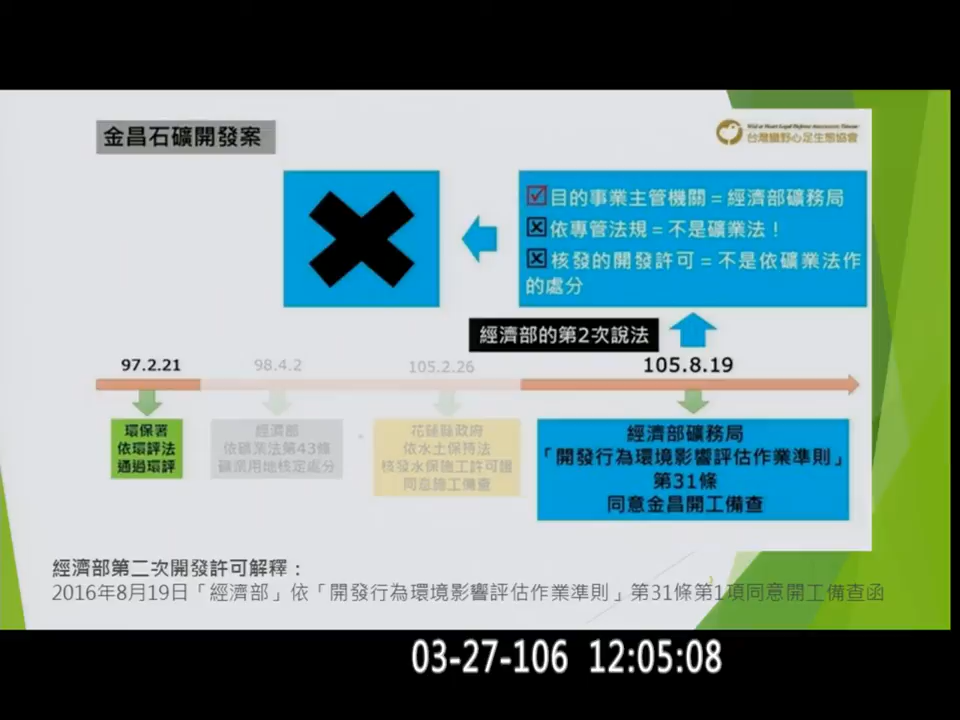 金昌石礦開發案
Wild at Heart Legal Defense Association, Taiwan
台灣蠻野心足生態協會
目的事業主管機關=經濟部礦務局
依專管法規=不是礦業法!
核發的開發許可=不是依礦業法作
的處分
經濟部的第2次說法
97.2.21
98.4.2
105.2.26
105.8.19
環保署
依環評法
通過環評
經濟部
依礦業法第43條
礦業用地核定處分
花蓮縣政府
依水土保持法
核發水保施工許可證
同意施工備查
經濟部礦務局
「開發行為環境影響評估作業準則」
第31條
同意金昌開工備查
經濟部第二次開發許可解釋:
2016年8月19日「經濟部」依「開發行為環境影響評估作業準則」第31條第1項同意開工備查函
03-27-106 12:05:08